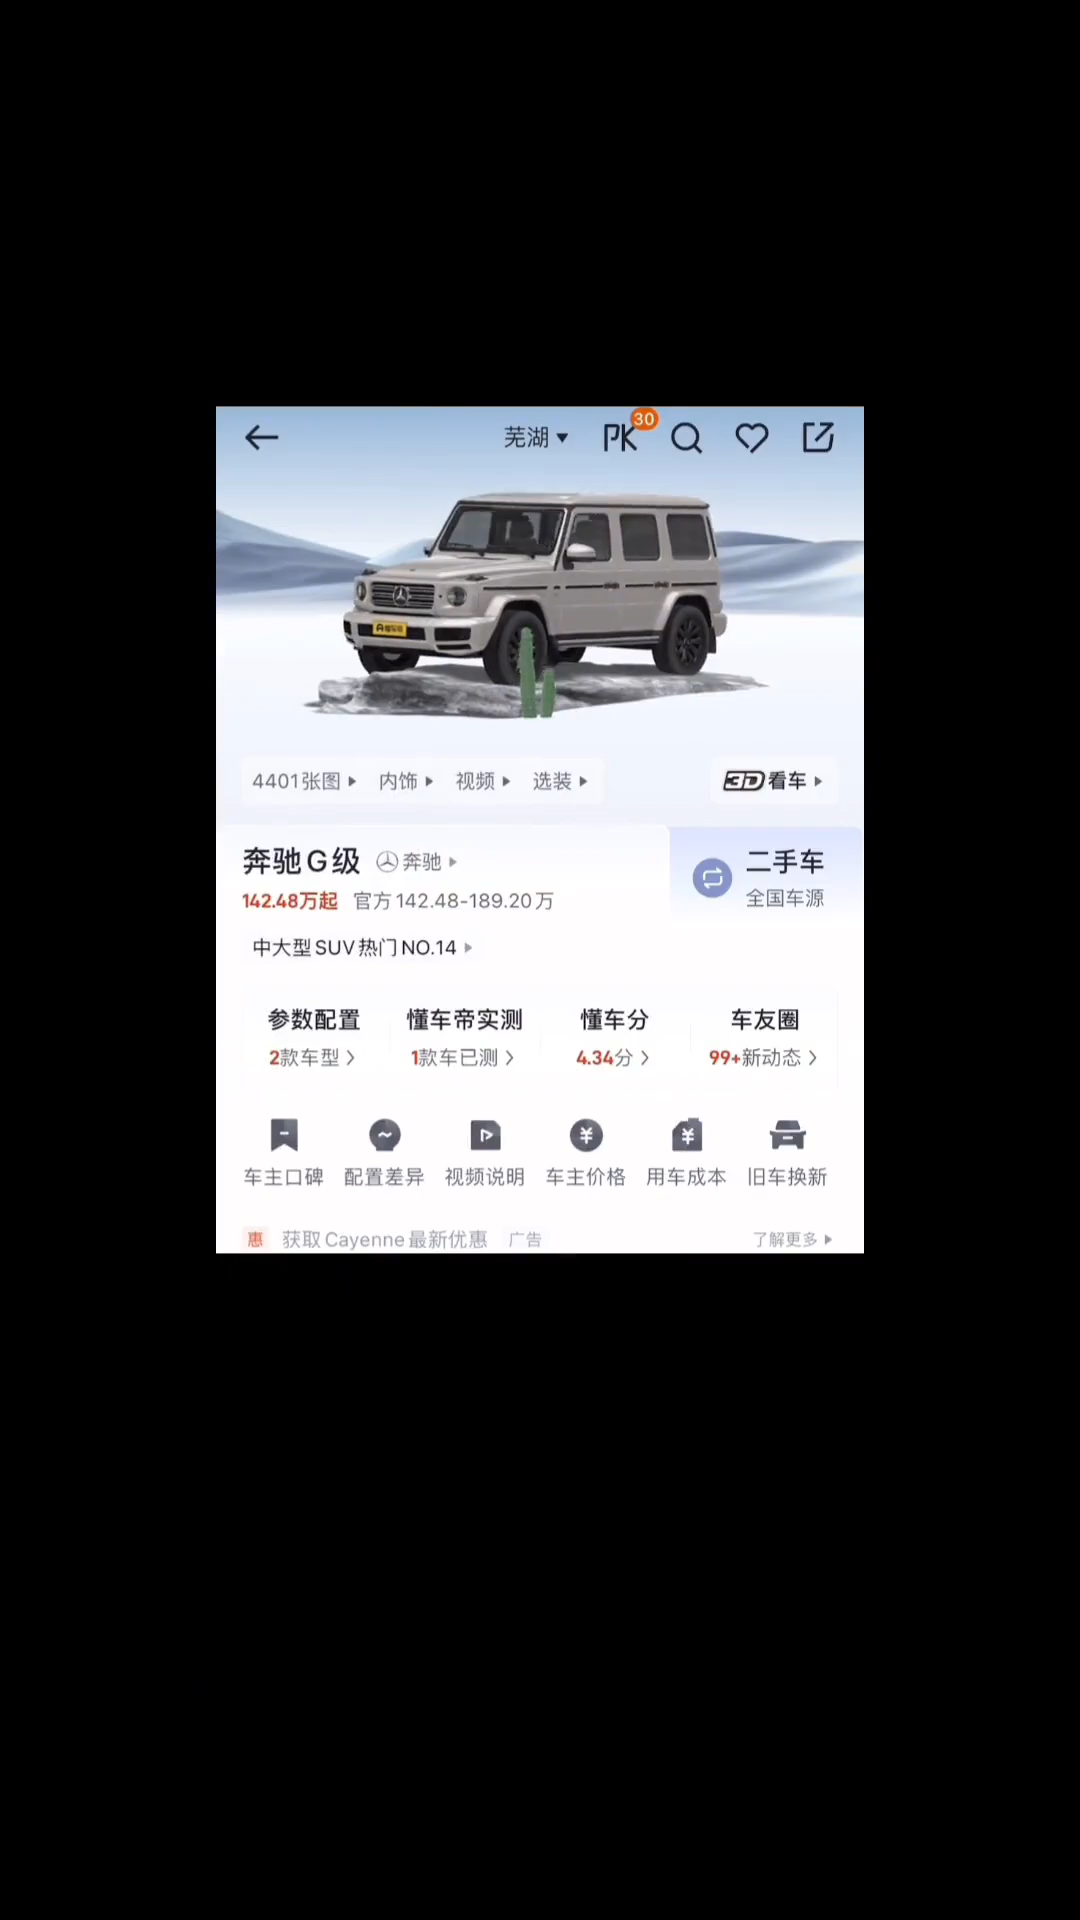 芜湖 PK 30
4401张图 内饰 视频 选装 3D看车
奔驰G级 奔驰
142.48万起 官方 142.48-189.20万
二手车
全国车源
中大型SUV热门NO.14
参数配置 懂车帝实测 懂车分 车友圈
2款车型 1款车已测 4.34分 99+新动态
车主口碑 配置差异 视频说明 车主价格 用车成本 旧车换新
惠 获取Cayenne最新优惠 广告 了解更多